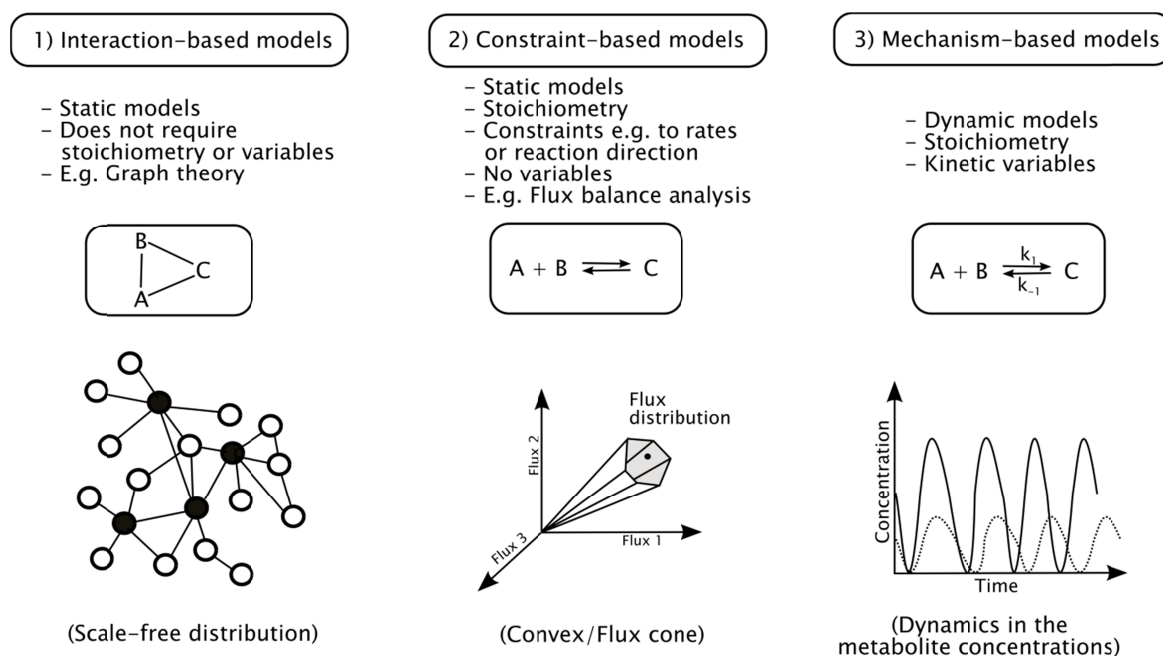 1) Interaction-based models
- Static models
- Does not require
stoichiometry or variables
- E.g. Graph theory
B
C
A
(Scale-free distribution)
2) Constraint-based models
- Static models
- Stoichiometry
- Constraints e.g. to rates
or reaction direction
- No variables
- E.g. Flux balance analysis
A + B ⇌ C
Flux
distribution
Flux 2
Flux 3
Flux 1
(Convex/Flux cone)
3) Mechanism-based models
- Dynamic models
- Stoichiometry
- Kinetic variables
k₁
A + B ⇌ C
k₋₁
Concentration
Time
(Dynamics in the
metabolite concentrations)